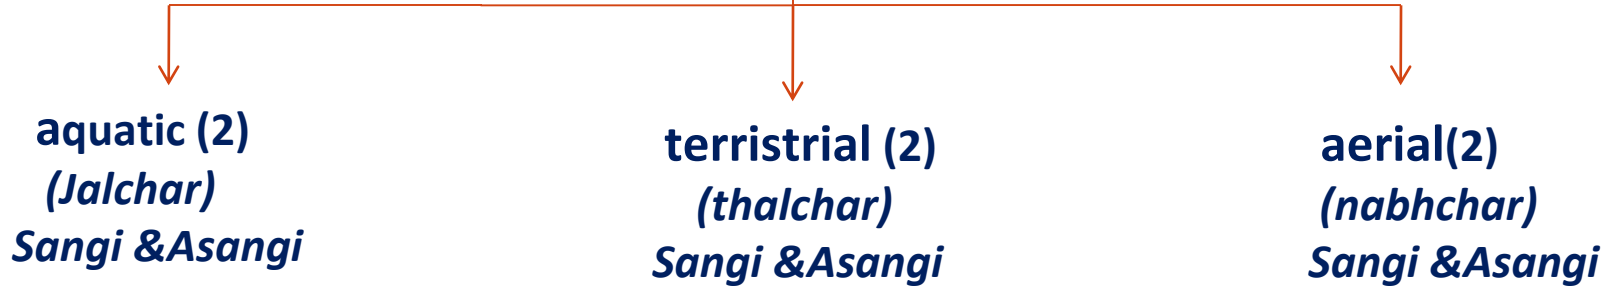 aquatic (2)
(Jalchar)
Sangi &Asangi
terristrial (2)
(thalchar)
Sangi &Asangi
aerial(2)
(nabhchar)
Sangi &Asangi